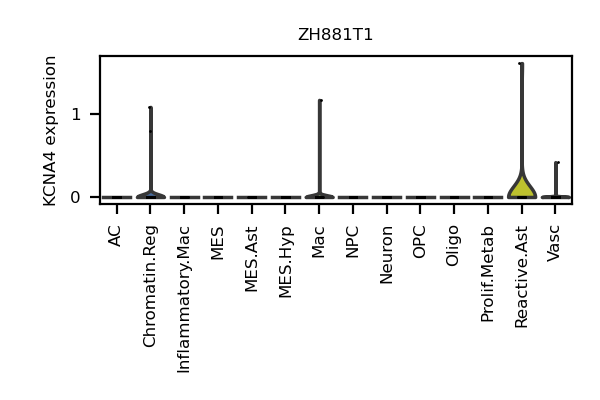 ZH881T1
KCNA4 expression
1
0
AC
Chromatin.Reg
Inflammatory.Mac
MES
MES.Ast
MES.Hyp
Mac
NPC
Neuron
OPC
Oligo
Prolif.Metab
Reactive.Ast
Vasc